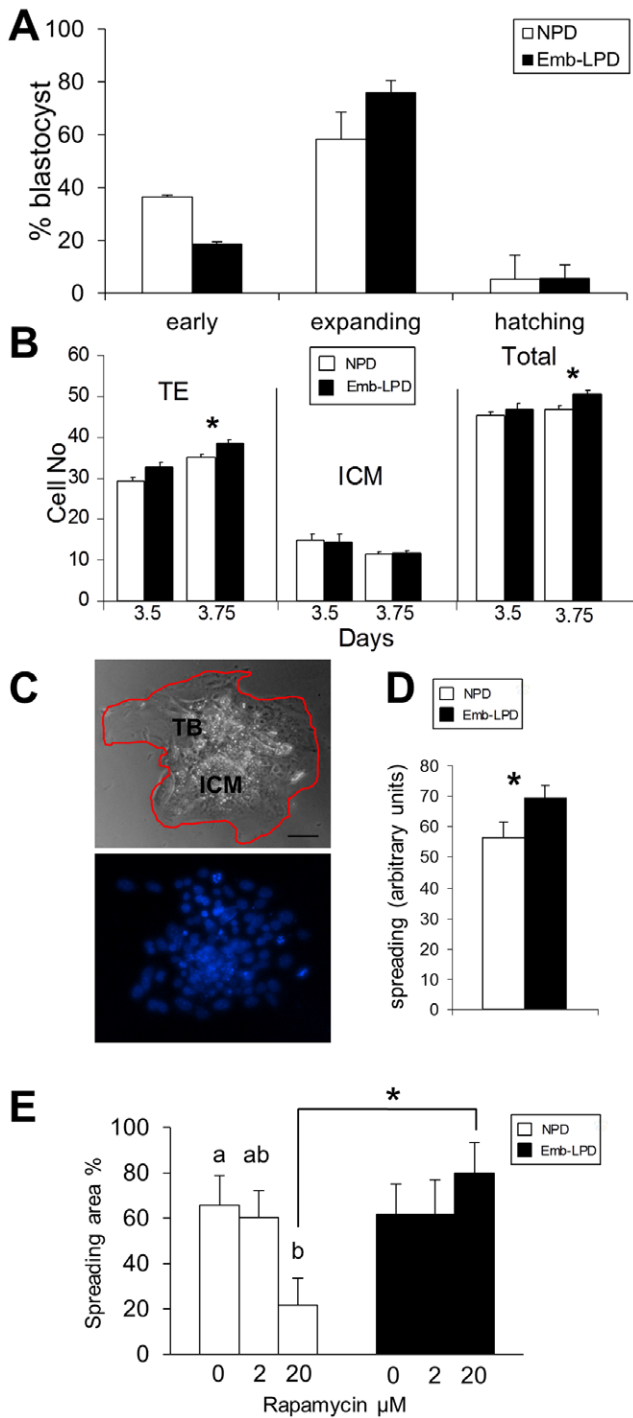 A
100
80
60
40
20
0
% blastocyst
NPD
Emb-LPD
early expanding hatching
B
60
50
40
30
20
10
0
Cell No
TE
*
NPD
Emb-LPD
ICM
Total
*
3.5 3.75 3.5 3.75 3.5 3.75
Days
C
TB
ICM
D
NPD
Emb-LPD
80
70
60
50
40
30
20
10
0
spreading (arbitrary units)
*
E
100
80
60
40
20
0
Spreading area %
a ab b
*
NPD
Emb-LPD
0 2 20 0 2 20
Rapamycin µM